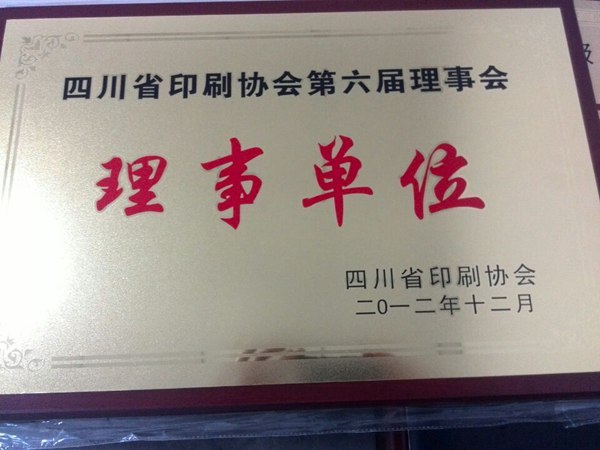 四川省印刷协会第六届理事会
理事单位
四川省印刷协会
二0一二年十二月
级